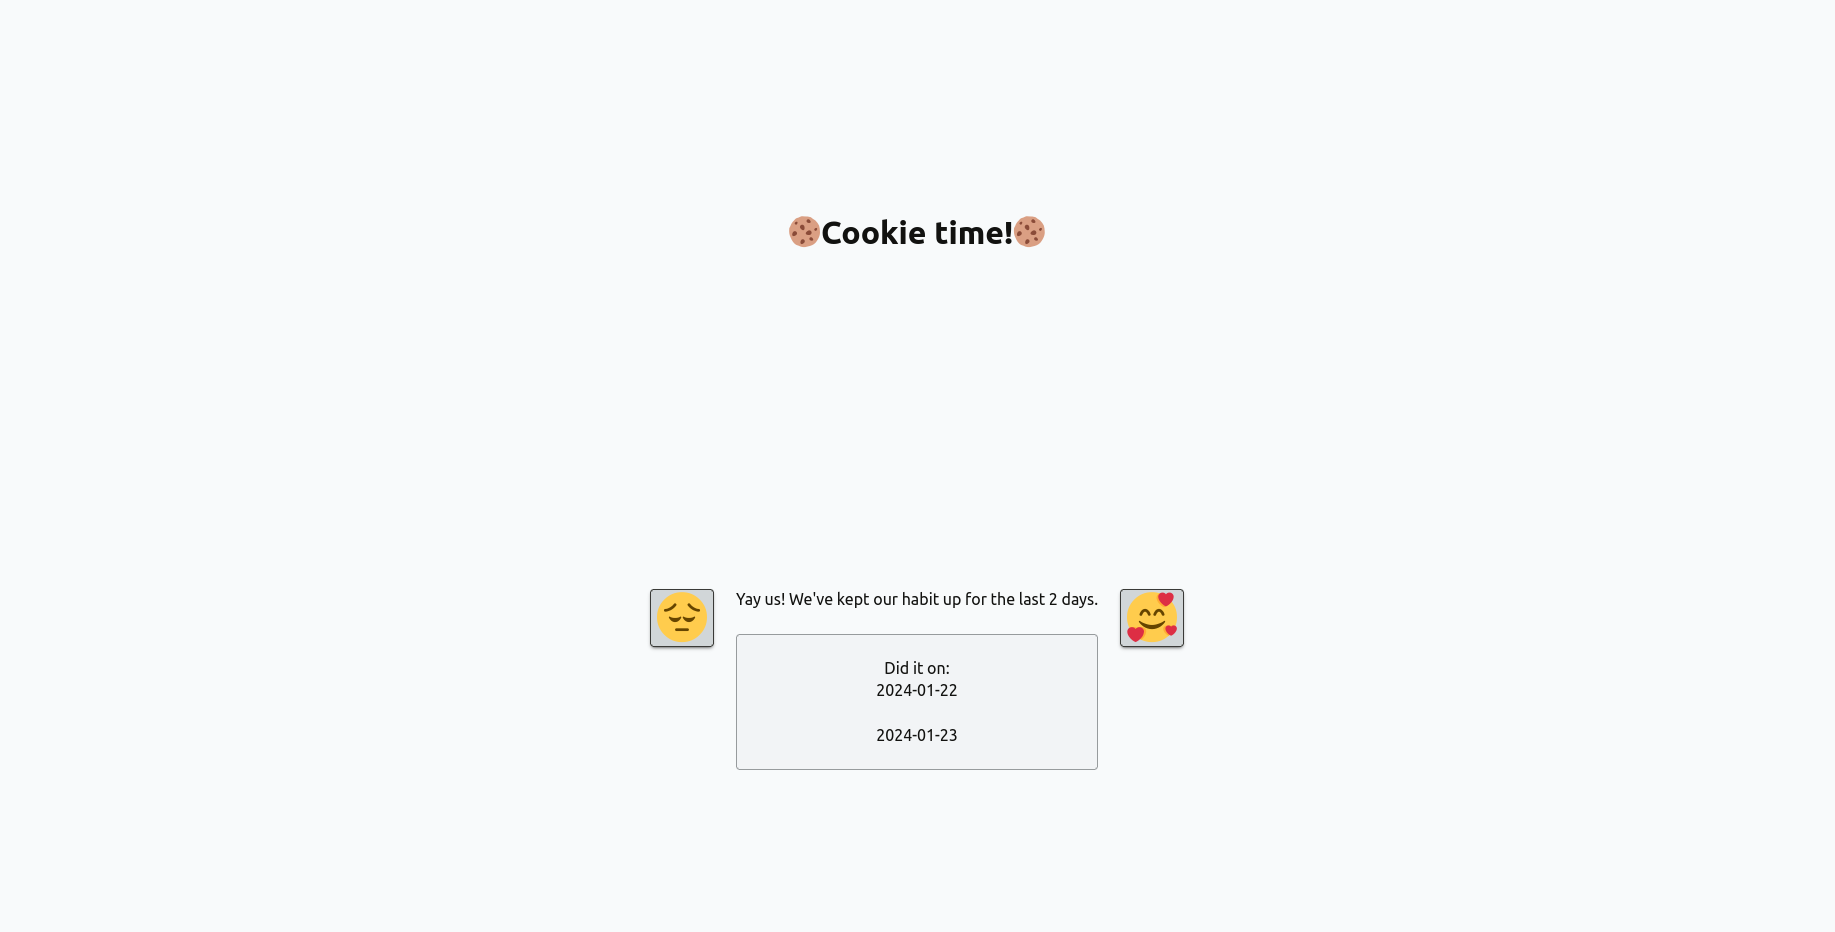 Cookie time!
Yay us! We've kept our habit up for the last 2 days.
Did it on:
2024-01-22
2024-01-23